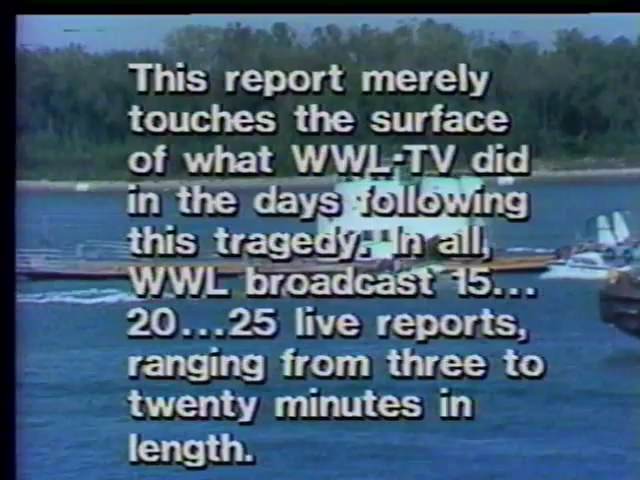 This report merely
touches the surface
of what WWL-TV did
in the days following
this tragedy. In all,
WWL broadcast 15...
20...25 live reports,
ranging from three to
twenty minutes in
length.